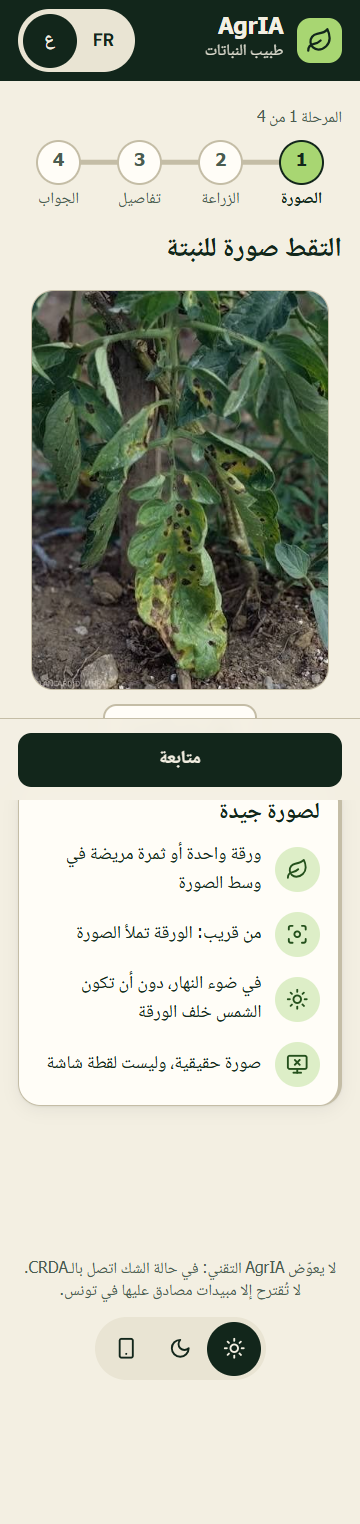 AgrIA
طبيب النباتات
FR
ع
المرحلة 1 من 4
1
2
3
4
الصورة
الزراعة
تفاصيل
الجواب
التقط صورة للنبتة
متابعة
لصورة جيدة
ورقة واحدة أو ثمرة مريضة في
وسط الصورة
من قريب: الورقة تملأ الصورة
في ضوء النهار، دون أن تكون
الشمس خلف الورقة
صورة حقيقية، وليست لقطة شاشة
لا يعوّض AgrIA التقني: في حالة الشك اتصل بالـCRDA.
لا تُقترح إلا مبيدات مصادق عليها في تونس.